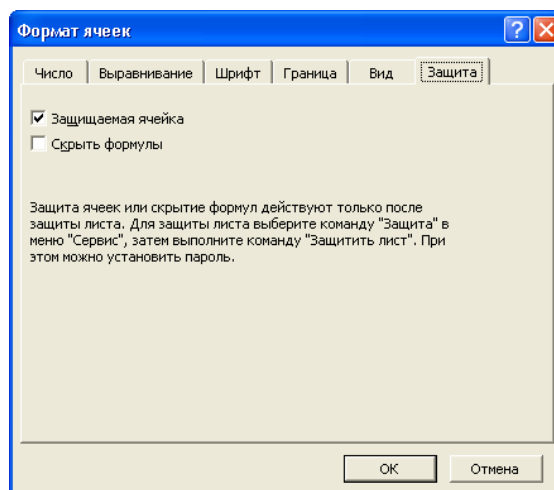 Формат ячеек
Число Выравнивание Шрифт Граница Вид Защита
Защищаемая ячейка
Скрыть формулы
Защита ячеек или скрытие формул действуют только после
защиты листа. Для защиты листа выберите команду "Защита" в
меню "Сервис", затем выполните команду "Защитить лист". При
этом можно установить пароль.
ОК Отмена